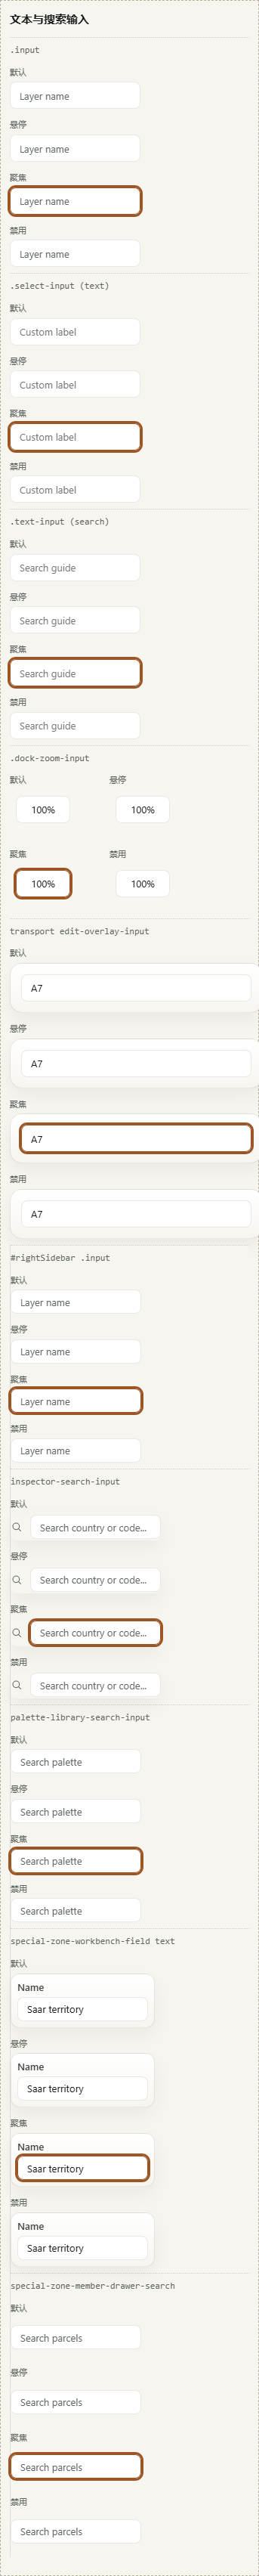 文本与搜索输入
.input
默认
Layer name
悬停
Layer name
聚焦
Layer name
禁用
Layer name
.select-input (text)
默认
Custom label
悬停
Custom label
聚焦
Custom label
禁用
Custom label
.text-input (search)
默认
Search guide
悬停
Search guide
聚焦
Search guide
禁用
Search guide
.dock-zoom-input
默认 悬停
100% 100%
聚焦 禁用
100% 100%
transport edit-overlay-input
默认
A7
悬停
A7
聚焦
A7
禁用
A7
#rightSidebar .input
默认
Layer name
悬停
Layer name
聚焦
Layer name
禁用
Layer name
inspector-search-input
默认
Search country or code...
悬停
Search country or code...
聚焦
Search country or code...
禁用
Search country or code...
palette-library-search-input
默认
Search palette
悬停
Search palette
聚焦
Search palette
禁用
Search palette
special-zone-workbench-field text
默认
Name
Saar territory
悬停
Name
Saar territory
聚焦
Name
Saar territory
禁用
Name
Saar territory
special-zone-member-drawer-search
默认
Search parcels
悬停
Search parcels
聚焦
Search parcels
禁用
Search parcels